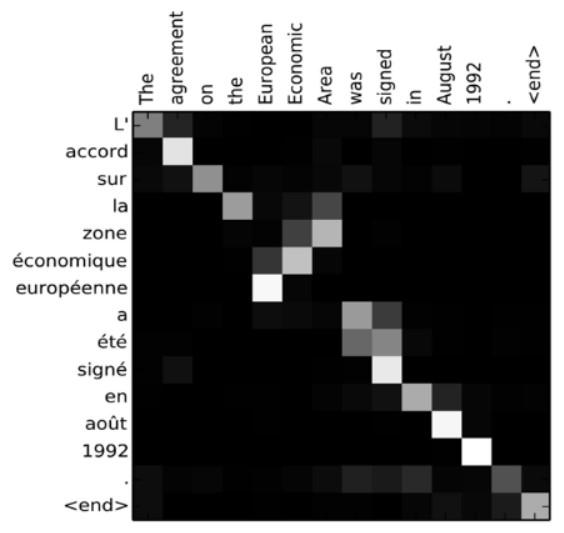 The agreement on the European Economic Area was signed in August 1992 . <end>
L'
accord
sur
la
zone
économique
européenne
a
été
signé
en
août
1992
.
<end>